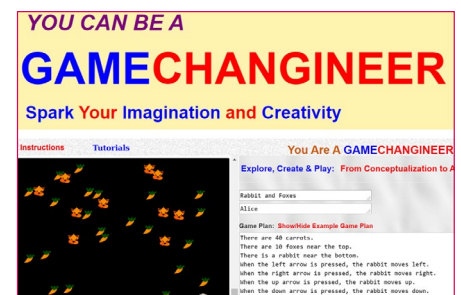 YOU CAN BE A
GAMECHANGINEER
Spark Your Imagination and Creativity
Instructions
Tutorials
You Are A GAMECHANGINEER
Explore, Create & Play: From Conceptualization to A
Rabbit and Foxes
Alice
Game Plan: Show/Hide Example Game Plan
There are 40 carrots.
There are 10 foxes near the top.
There is a rabbit near the bottom.
When the left arrow is pressed, the rabbit moves left.
When the right arrow is pressed, the rabbit moves right.
When the up arrow is pressed, the rabbit moves up.
When the down arrow is pressed, the rabbit moves down.